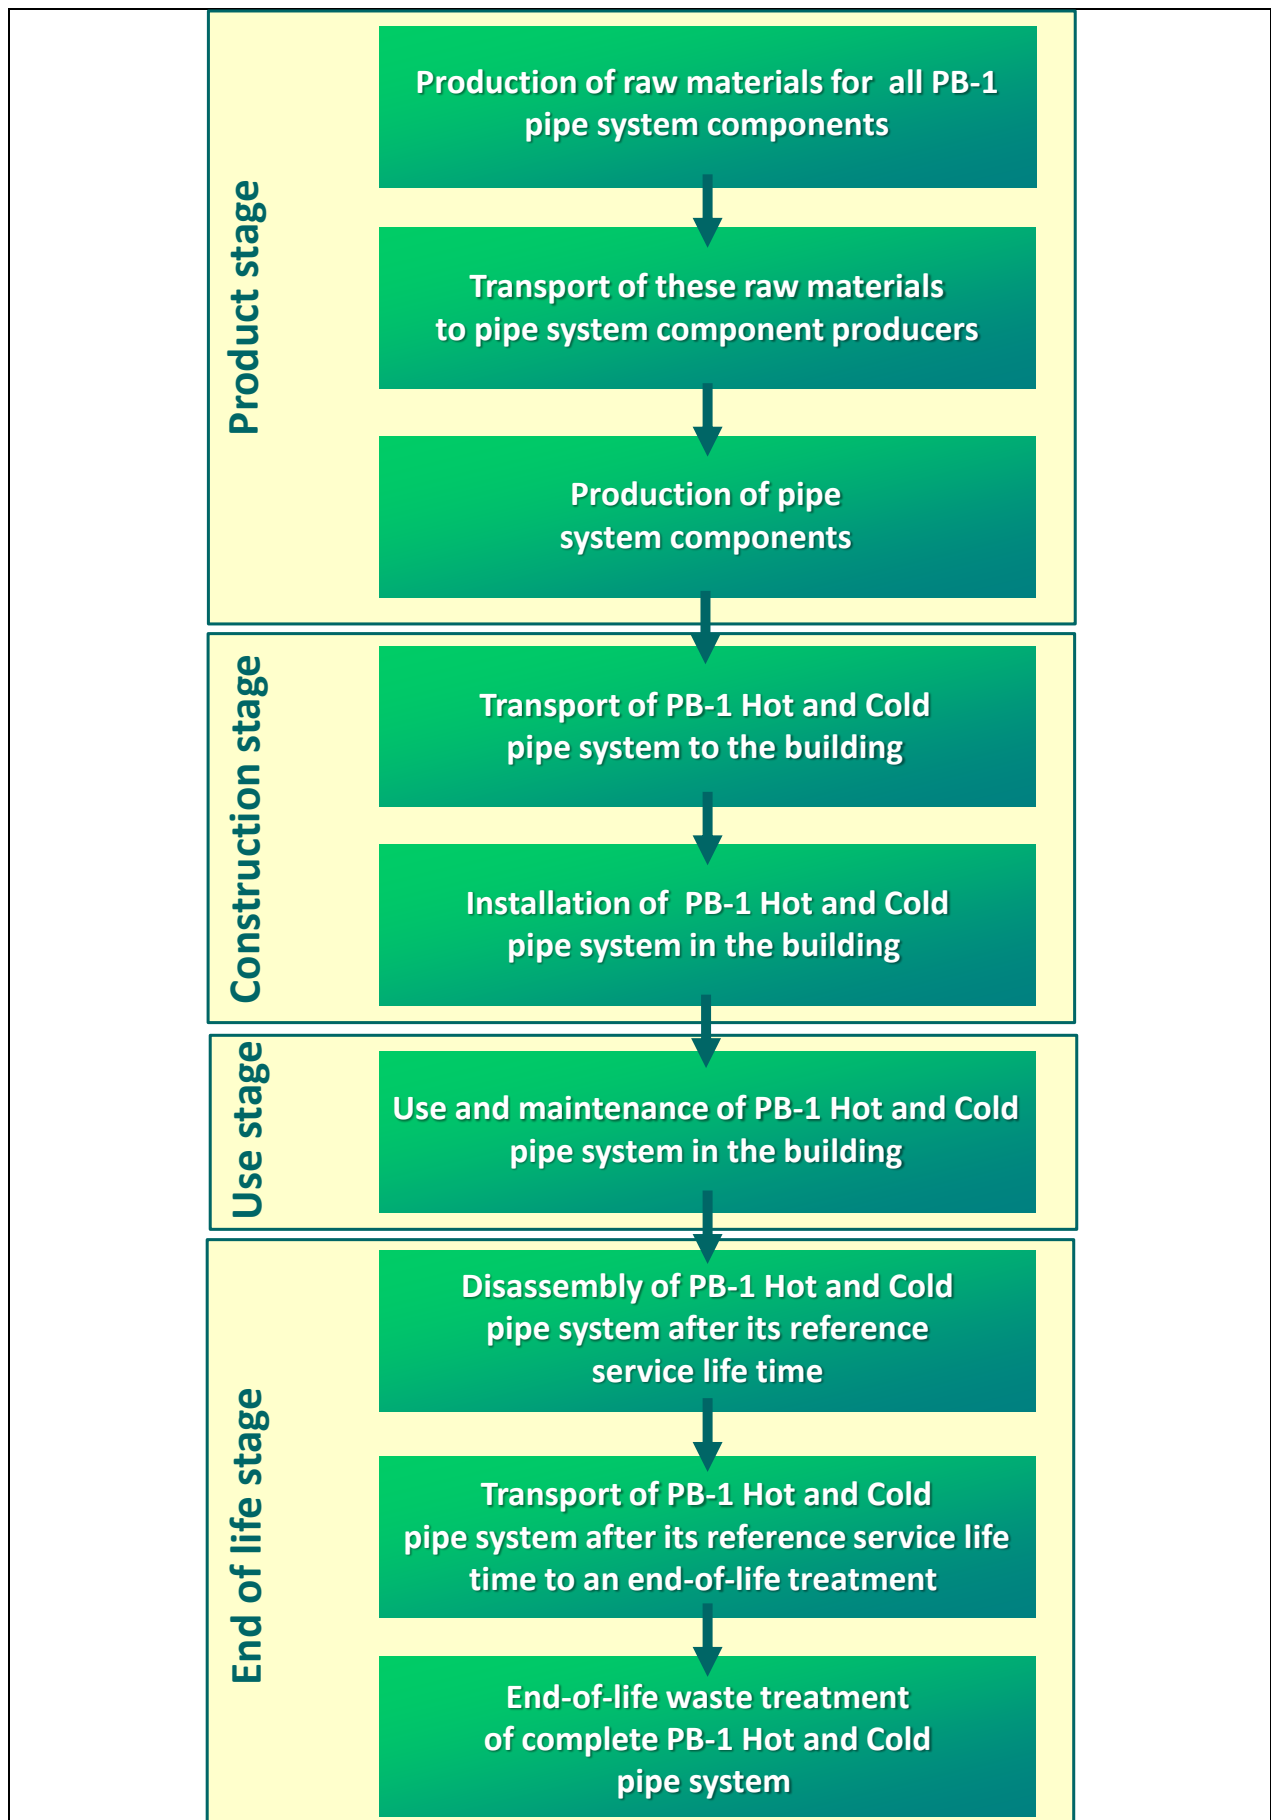 Product stage
Production of raw materials for all PB-1
pipe system components
Transport of these raw materials
to pipe system component producers
Production of pipe
system components
Construction stage
Transport of PB-1 Hot and Cold
pipe system to the building
Installation of PB-1 Hot and Cold
pipe system in the building
Use stage
Use and maintenance of PB-1 Hot and Cold
pipe system in the building
End of life stage
Disassembly of PB-1 Hot and Cold
pipe system after its reference
service life time
Transport of PB-1 Hot and Cold
pipe system after its reference service life
time to an end-of-life treatment
End-of-life waste treatment
of complete PB-1 Hot and Cold
pipe system